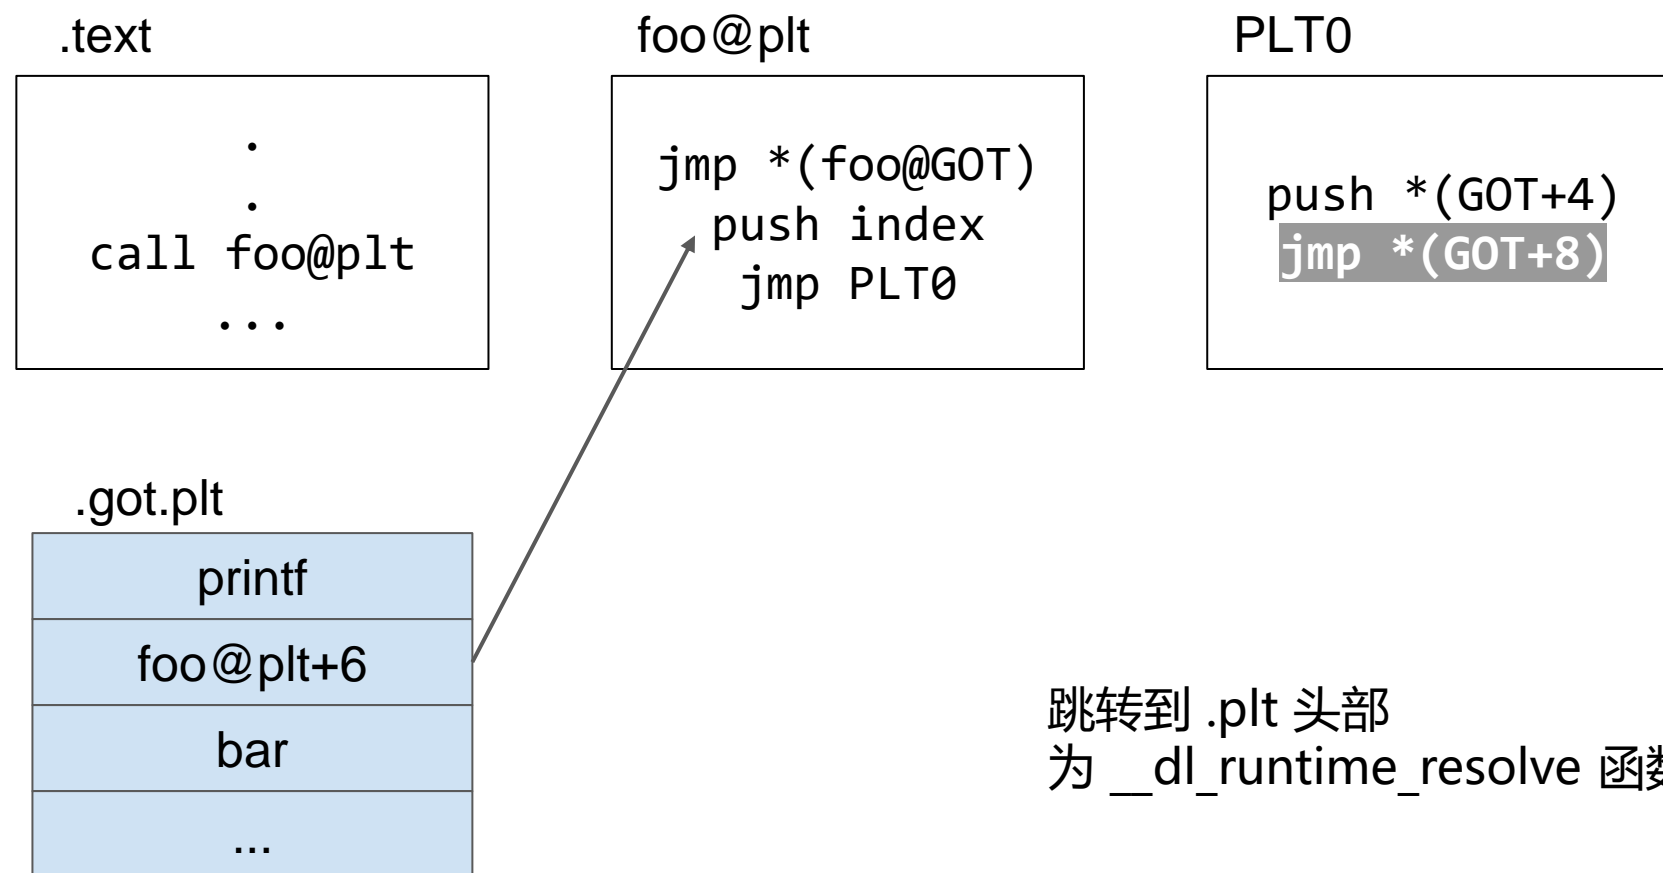 .text
.
.
call foo@plt
...
foo@plt
jmp *(foo@GOT)
push index
jmp PLT0
PLT0
push *(GOT+4)
jmp *(GOT+8)
.got.plt
printf
foo@plt+6
bar
...
跳转到 .plt 头部
为 __dl_runtime_resolve 函